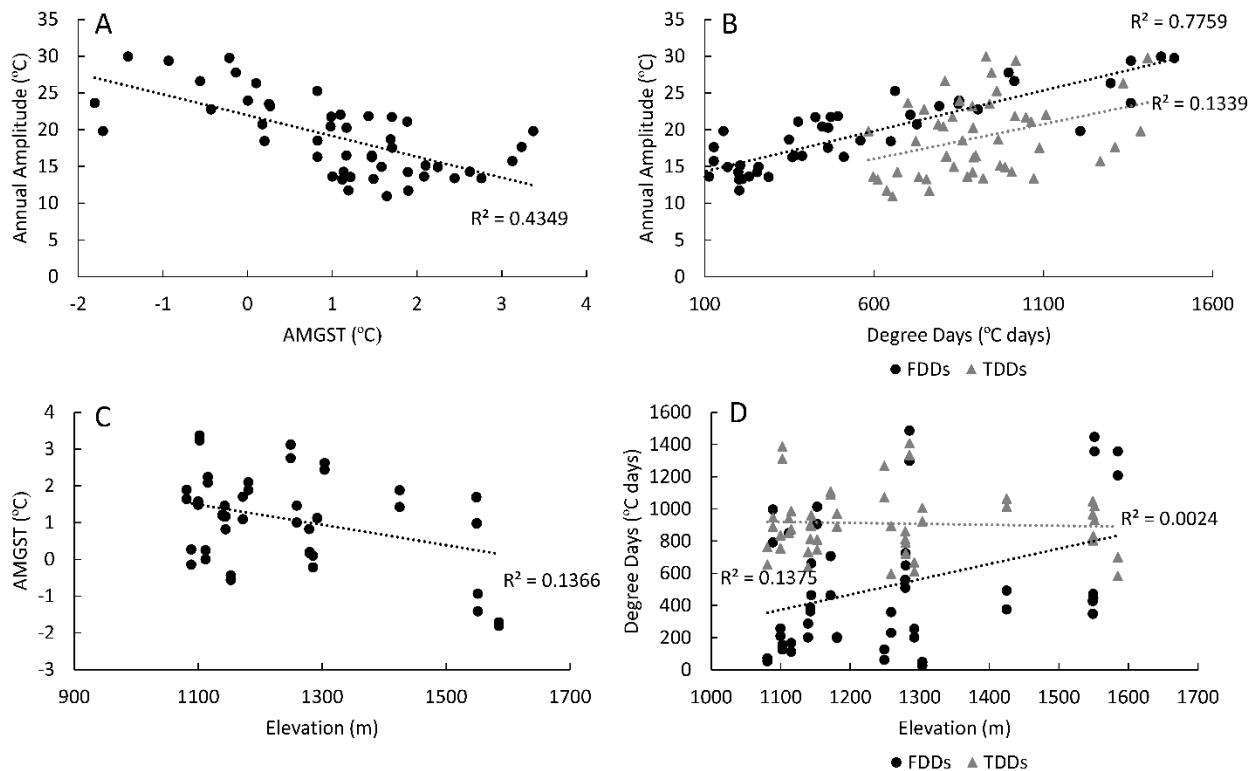 A
Annual Amplitude (°C)
35
30
25
20
15
10
5
0
R² = 0.4349
-2 -1 0 1 2 3 4
AMGST (°C)
B
R² = 0.7759
Annual Amplitude (°C)
35
30
25
20
15
10
5
0
R² = 0.1339
100 600 1100 1600
Degree Days (°C days)
FDDs TDDs
C
AMGST (°C)
4
3
2
1
0
-1
-2
-3
R² = 0.1366
900 1100 1300 1500 1700
Elevation (m)
D
Degree Days (°C days)
1600
1400
1200
1000
800
600
400
200
0
R² = 0.0024
R² = 0.1375
1000 1100 1200 1300 1400 1500 1600 1700
Elevation (m)
FDDs TDDs